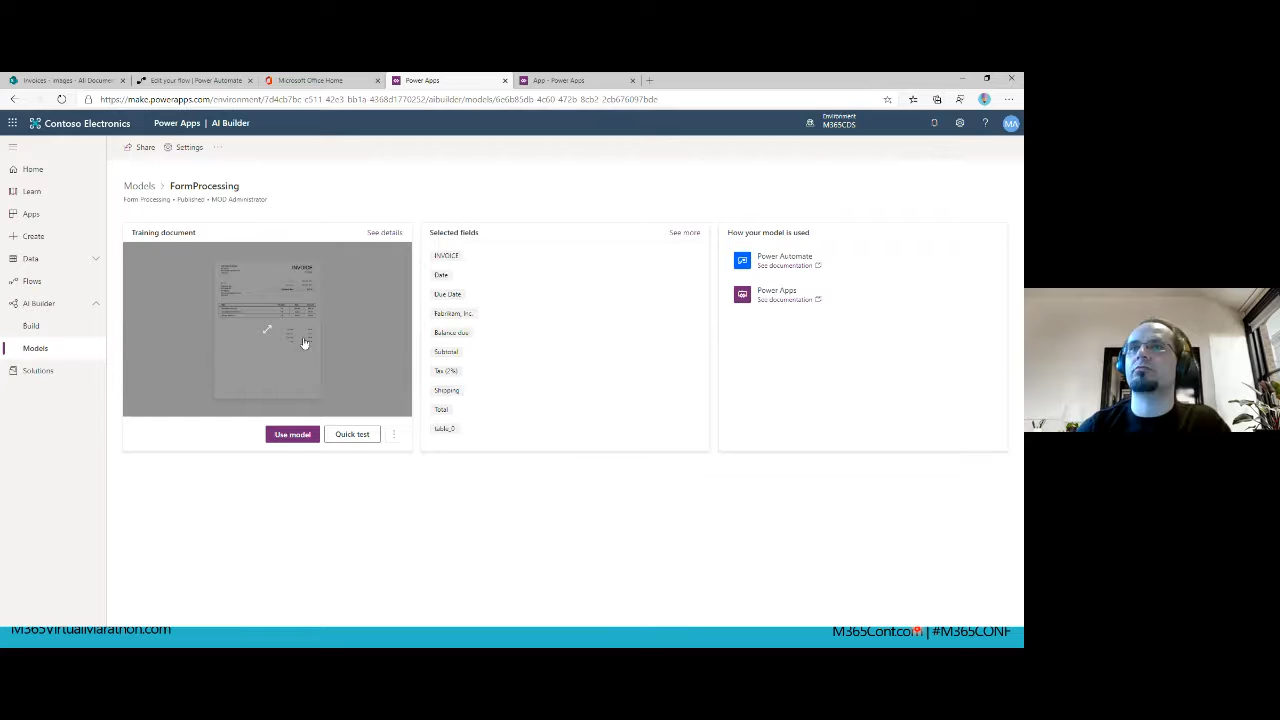 Invoices - Images - All Documen
Edit your flow | Power Automate
Microsoft Office Home
Power Apps
App - Power Apps
https://make.powerapps.com/environment/7d4cb7bc-c511-42e3-bb1a-4368d1770252/aibuilder/models/6e6b85db-4c60-472b-8cb2-2cb676097bde
Contoso Electronics
Power Apps | AI Builder
Environment
M365CDS
MA
Share
Settings
Home
Learn
Apps
Create
Data
Flows
AI Builder
Build
Models
Solutions
Models > FormProcessing
Form Processing • Published • MOD Administrator
Training document
See details
INVOICE
Use model
Quick test
Selected fields
See more
INVOICE
Date
Due Date
Fabrikam, Inc.
Balance due
Subtotal
Tax (2%)
Shipping
Total
table_0
How your model is used
Power Automate
See documentation
Power Apps
See documentation
M365VirtualMarathon.com
M365Conf.com | #M365CONF